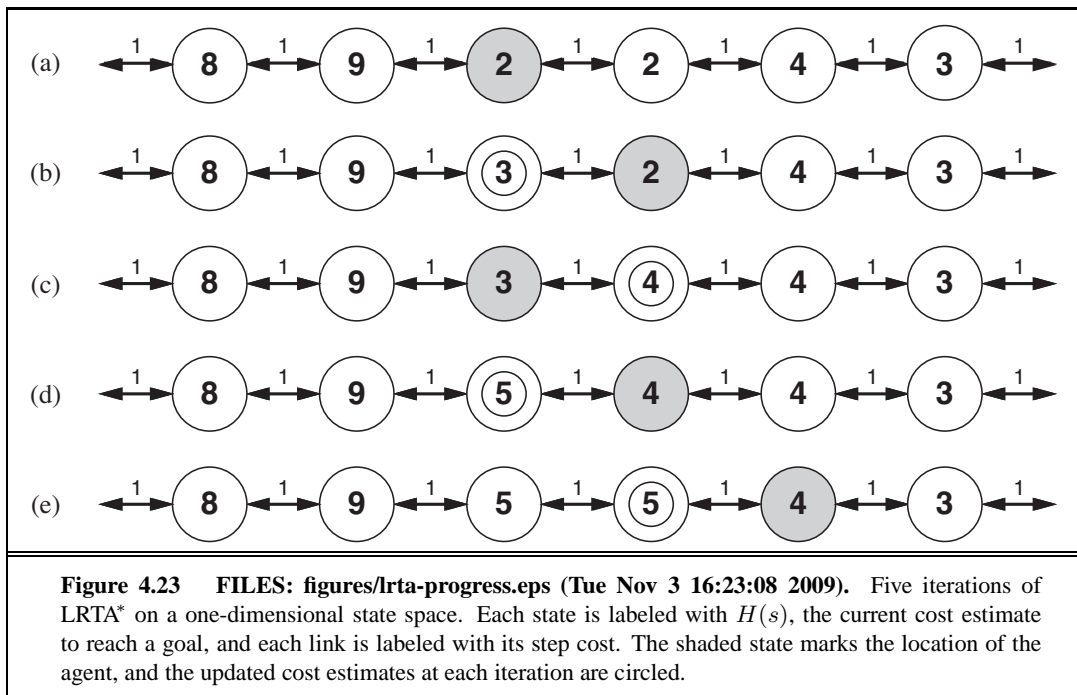 1 1 1 1 1 1 1
(a) 8 9 2 2 4 3
1 1 1 1 1 1 1
(b) 8 9 3 2 4 3
1 1 1 1 1 1 1
(c) 8 9 3 4 4 3
1 1 1 1 1 1 1
(d) 8 9 5 4 4 3
1 1 1 1 1 1 1
(e) 8 9 5 5 4 3
Figure 4.23 FILES: figures/lrta-progress.eps (Tue Nov 3 16:23:08 2009). Five iterations of
LRTA* on a one-dimensional state space. Each state is labeled with H(s), the current cost estimate
to reach a goal, and each link is labeled with its step cost. The shaded state marks the location of the
agent, and the updated cost estimates at each iteration are circled.